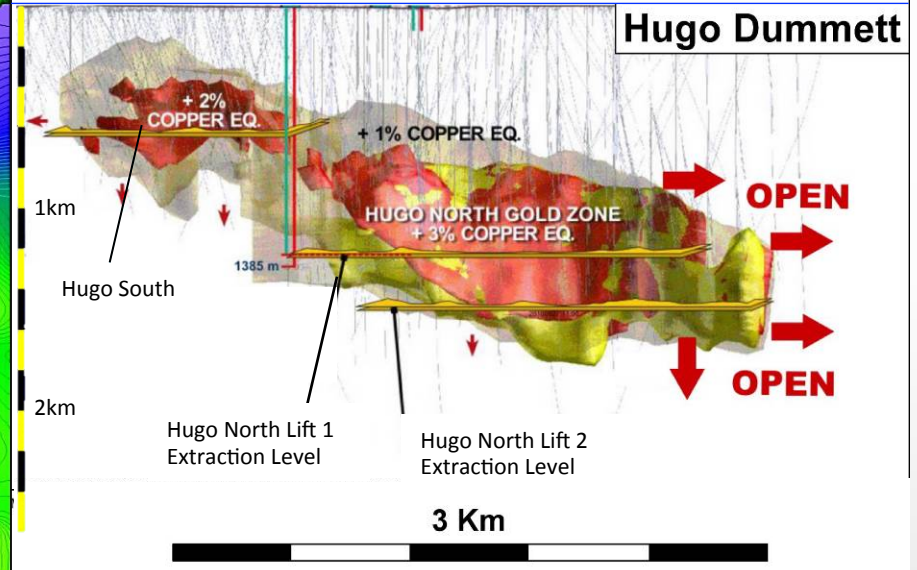 Hugo Dummett
+ 2%
COPPER EQ.
+ 1% COPPER EQ.
OPEN
1km
HUGO NORTH GOLD ZONE
+ 3% COPPER EQ.
1385 m
Hugo South
OPEN
2km
Hugo North Lift 1
Extraction Level
Hugo North Lift 2
Extraction Level
3 Km